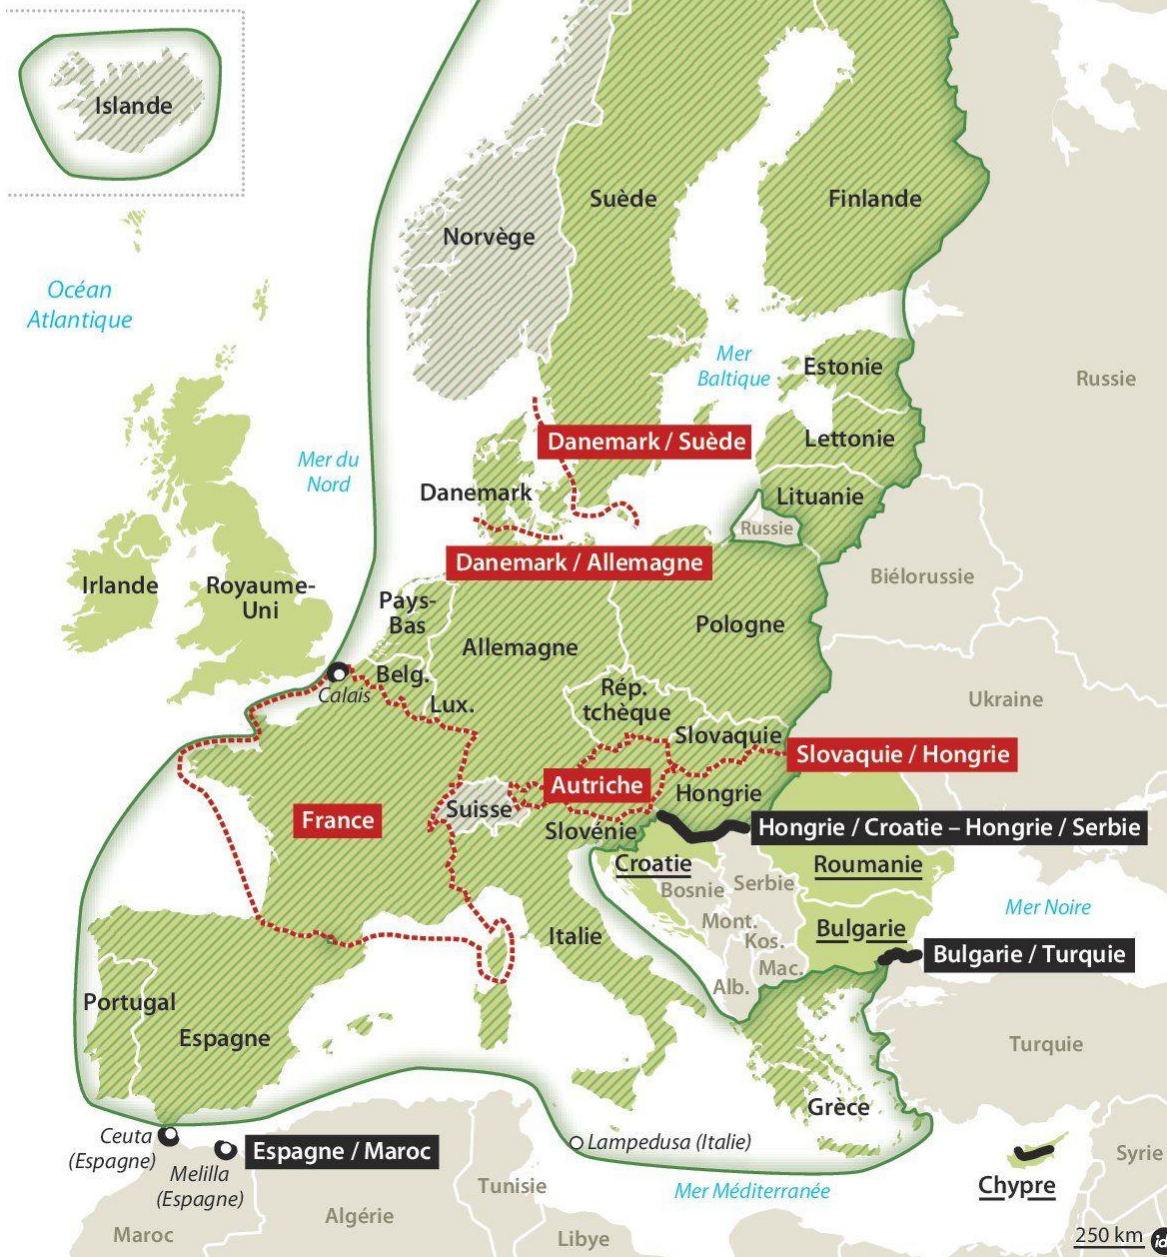 Islande
Suède
Finlande
Norvège
Océan
Atlantique
Mer
Baltique
Estonie
Russie
Danemark / Suède
Lettonie
Mer du
Nord
Danemark
Lituanie
Russie
Danemark / Allemagne
Biélorussie
Irlande
Royaume-
Uni
Pays-
Bas
Pologne
Allemagne
Belg.
Calais
Lux.
Rép.
tchèque
Ukraine
Slovaquie
Slovaquie / Hongrie
Autriche
Hongrie
Suisse
France
Slovénie
Hongrie / Croatie – Hongrie / Serbie
Croatie
Roumanie
Bosnie
Serbie
Mer Noire
Mont.
Kos.
Bulgarie
Italie
Bulgarie / Turquie
Mac.
Alb.
Portugal
Espagne
Turquie
Grèce
Ceuta
(Espagne)
Espagne / Maroc
Lampedusa (Italie)
Melilla
(Espagne)
Syrie
Tunisie
Mer Méditerranée
Chypre
Algérie
Maroc
Libye
250 km